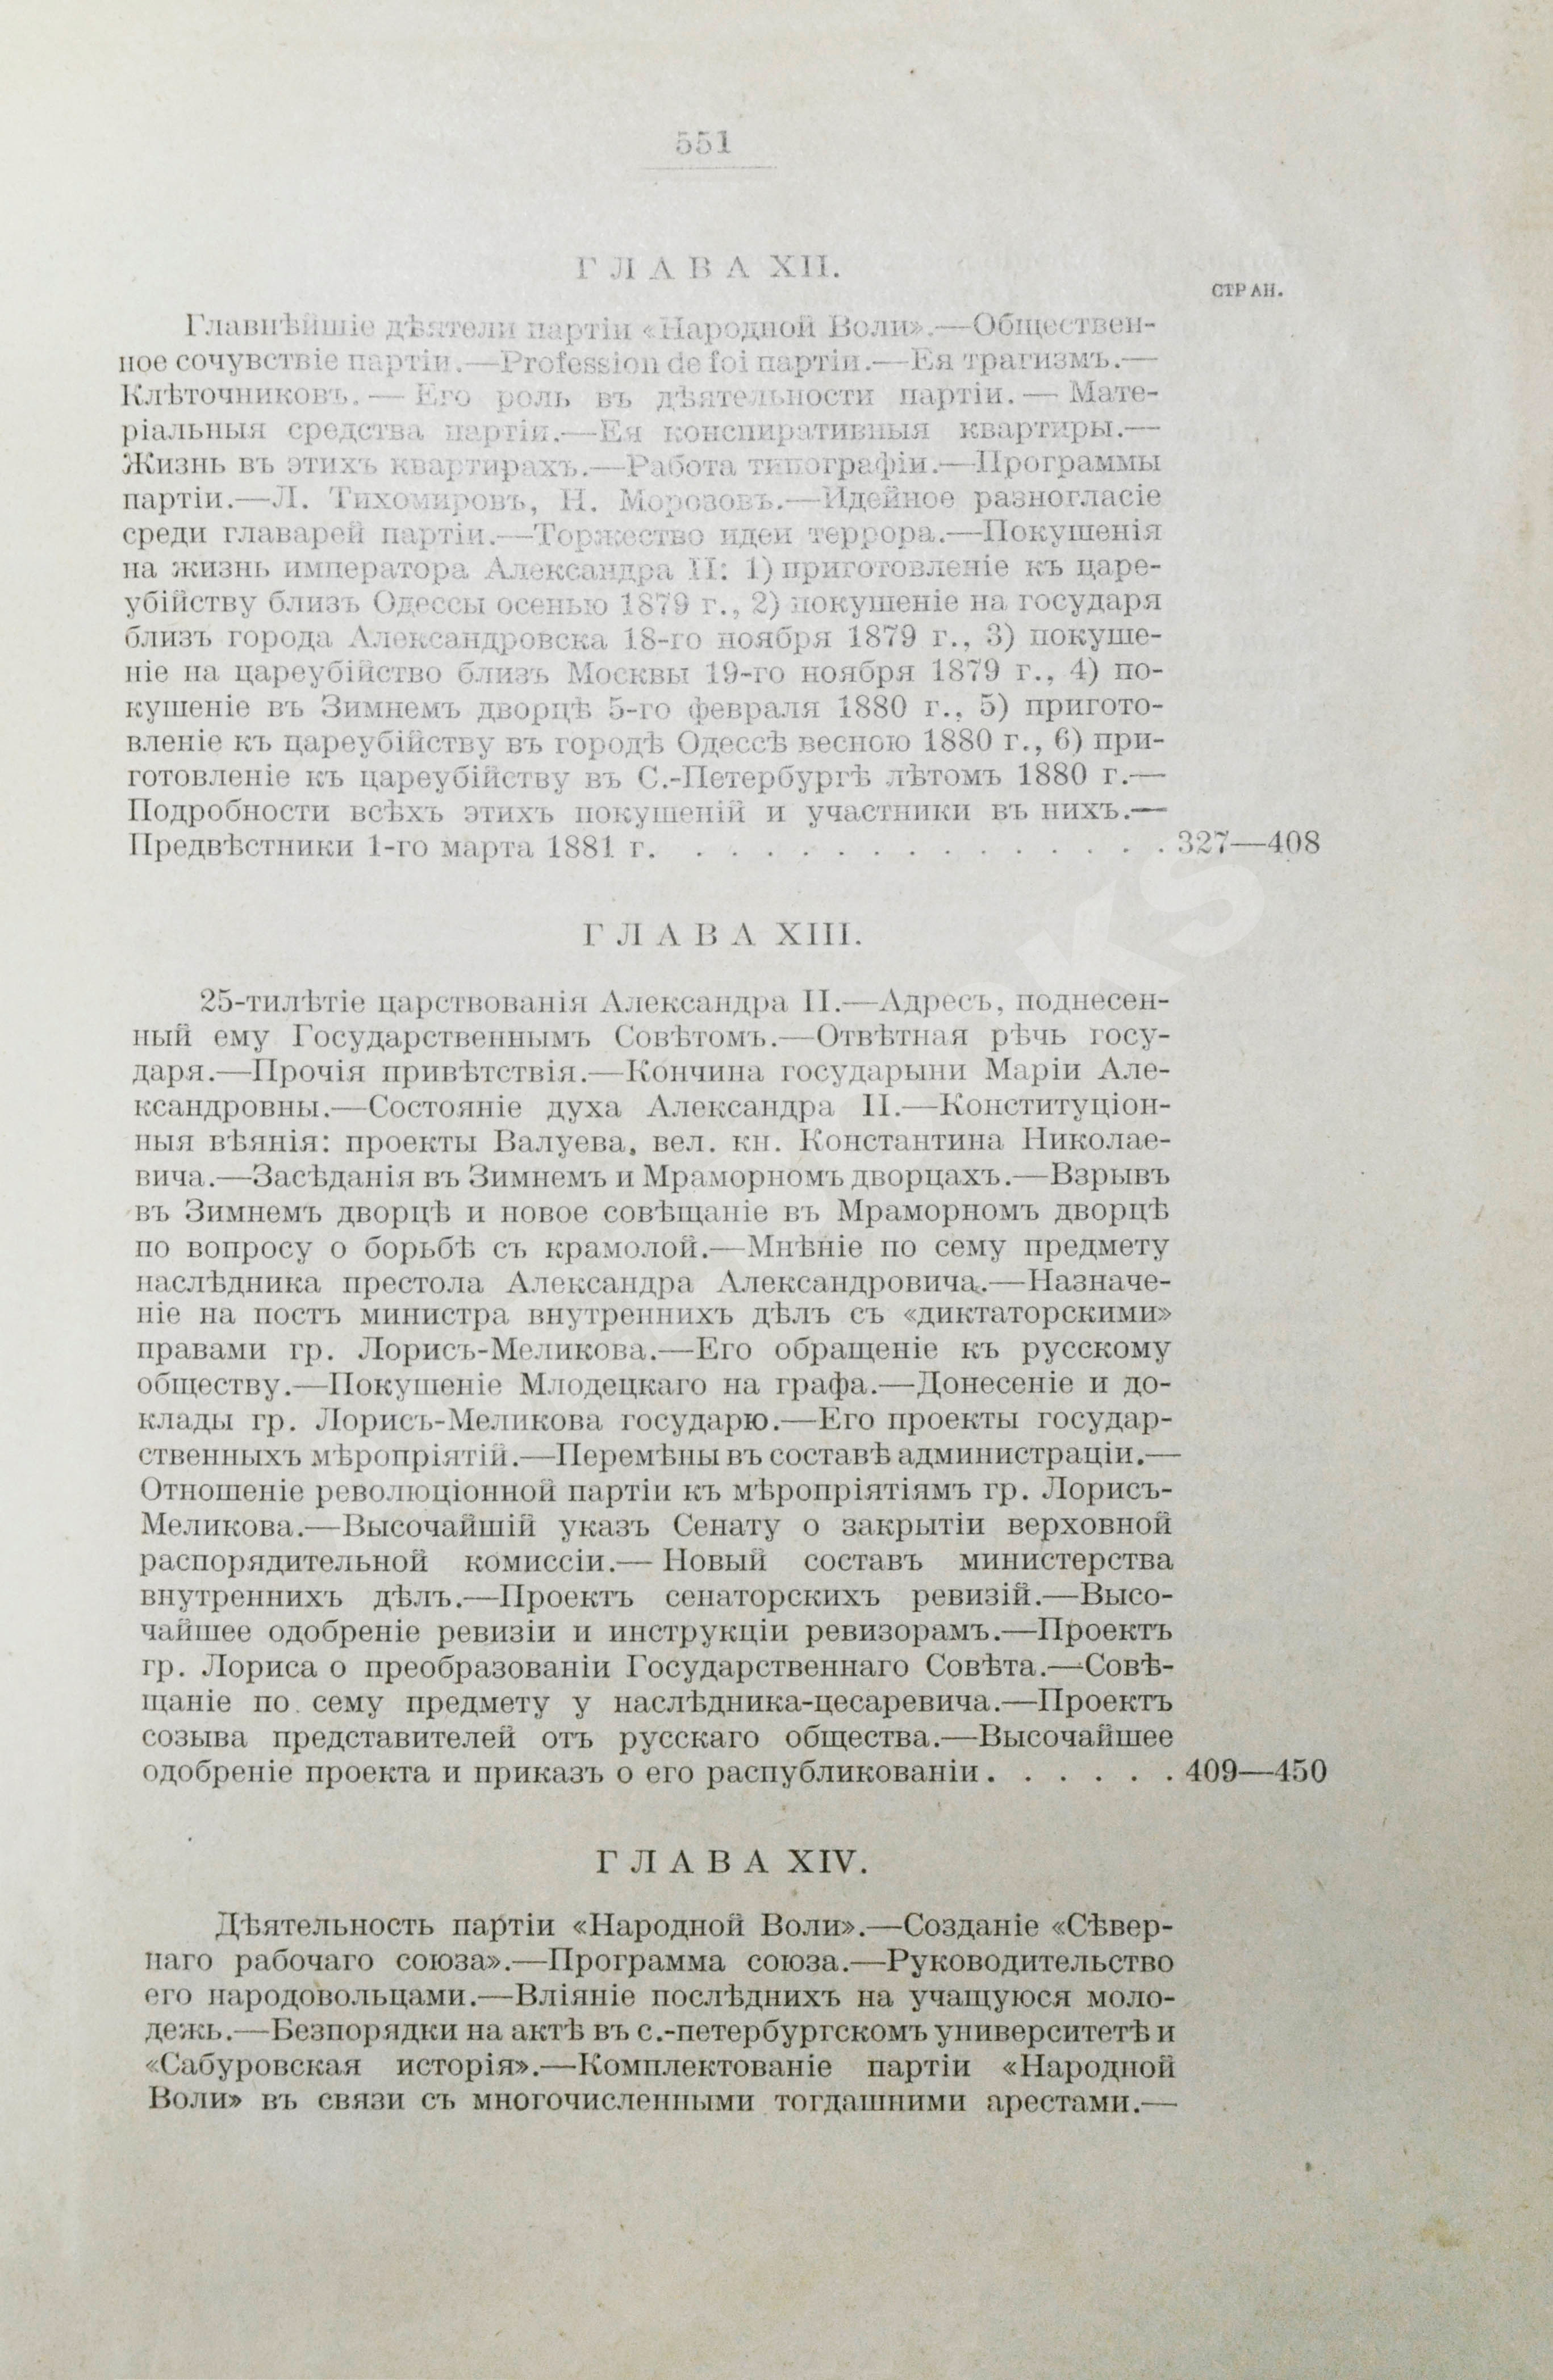 551
ГЛАВА XII.
СТРАН.
Главнѣйшіе дѣятели партіи «Народной Воли».—Обществен-
ное сочувствіе партіи.—Profession de foi партіи.—Ея трагизмъ.—
Клѣточниковъ.— Его роль въ дѣятельности партіи.— Мате-
ріальныя средства партіи.—Ея конспиративныя квартиры.—
Жизнь въ этихъ квартирахъ.—Работа типографіи.—Программы
партіи.—Л. Тихомировъ, Н. Морозовъ.—Идейное разногласіе
среди главарей партіи.—Торжество идеи террора.—Покушенія
на жизнь императора Александра II: 1) приготовленіе къ царе-
убійству близъ Одессы осенью 1879 г., 2) покушеніе на государя
близъ города Александровска 18-го ноября 1879 г., 3) покуше-
ніе на цареубійство близъ Москвы 19-го ноября 1879 г., 4) по-
кушеніе въ Зимнемъ дворцѣ 5-го февраля 1880 г., 5) пригото-
вленіе къ цареубійству въ городѣ Одессѣ весною 1880 г., 6) при-
готовленіе къ цареубійству въ С.-Петербургѣ лѣтомъ 1880 г.—
Подробности всѣхъ этихъ покушеній и участники въ нихъ.—
Предвѣстники 1-го марта 1881 г. . . . . . . . . . . . . . . . 327—408
ГЛАВА XIII.
25-тилѣтіе царствованія Александра II.—Адресъ, поднесен-
ный ему Государственнымъ Совѣтомъ.—Отвѣтная рѣчь госу-
даря.—Прочія привѣтствія.—Кончина государыни Маріи Але-
ксандровны.—Состояніе духа Александра II.—Конституціон-
ныя вѣянія: проекты Валуева, вел. кн. Константина Николае-
вича.—Засѣданія въ Зимнемъ и Мраморномъ дворцахъ.—Взрывъ
въ Зимнемъ дворцѣ и новое совѣщаніе въ Мраморномъ дворцѣ
по вопросу о борьбѣ съ крамолой.—Мнѣніе по сему предмету
наслѣдника престола Александра Александровича.—Назначе-
ніе на постъ министра внутреннихъ дѣлъ съ «диктаторскими»
правами гр. Лорисъ-Меликова.—Его обращеніе къ русскому
обществу.—Покушеніе Млодецкаго на графа.—Донесеніе и до-
клады гр. Лорисъ-Меликова государю.—Его проекты государ-
ственныхъ мѣропріятій.—Перемѣны въ составѣ администраціи.—
Отношеніе революціонной партіи къ мѣропріятіямъ гр. Лорисъ-
Меликова.—Высочайшій указъ Сенату о закрытіи верховной
распорядительной комиссіи.— Новый составъ министерства
внутреннихъ дѣлъ.—Проектъ сенаторскихъ ревизій.—Высо-
чайшее одобреніе ревизіи и инструкціи ревизорамъ.—Проектъ
гр. Лориса о преобразованіи Государственнаго Совѣта.—Совѣ-
щаніе по сему предмету у наслѣдника-цесаревича.—Проектъ
созыва представителей отъ русскаго общества.—Высочайшее
одобреніе проекта и приказъ о его распубликованіи . . . . . . 409—450
ГЛАВА XIV.
Дѣятельность партіи «Народной Воли».—Созданіе «Сѣвер-
наго рабочаго союза».—Программа союза.—Руководительство
его народовольцами.—Вліяніе послѣднихъ на учащуюся моло-
дежь.—Безпорядки на актѣ въ с.-петербургскомъ университетѣ и
«Сабуровская исторія».—Комплектованіе партіи «Народной
Воли» въ связи съ многочисленными тогдашними арестами.—